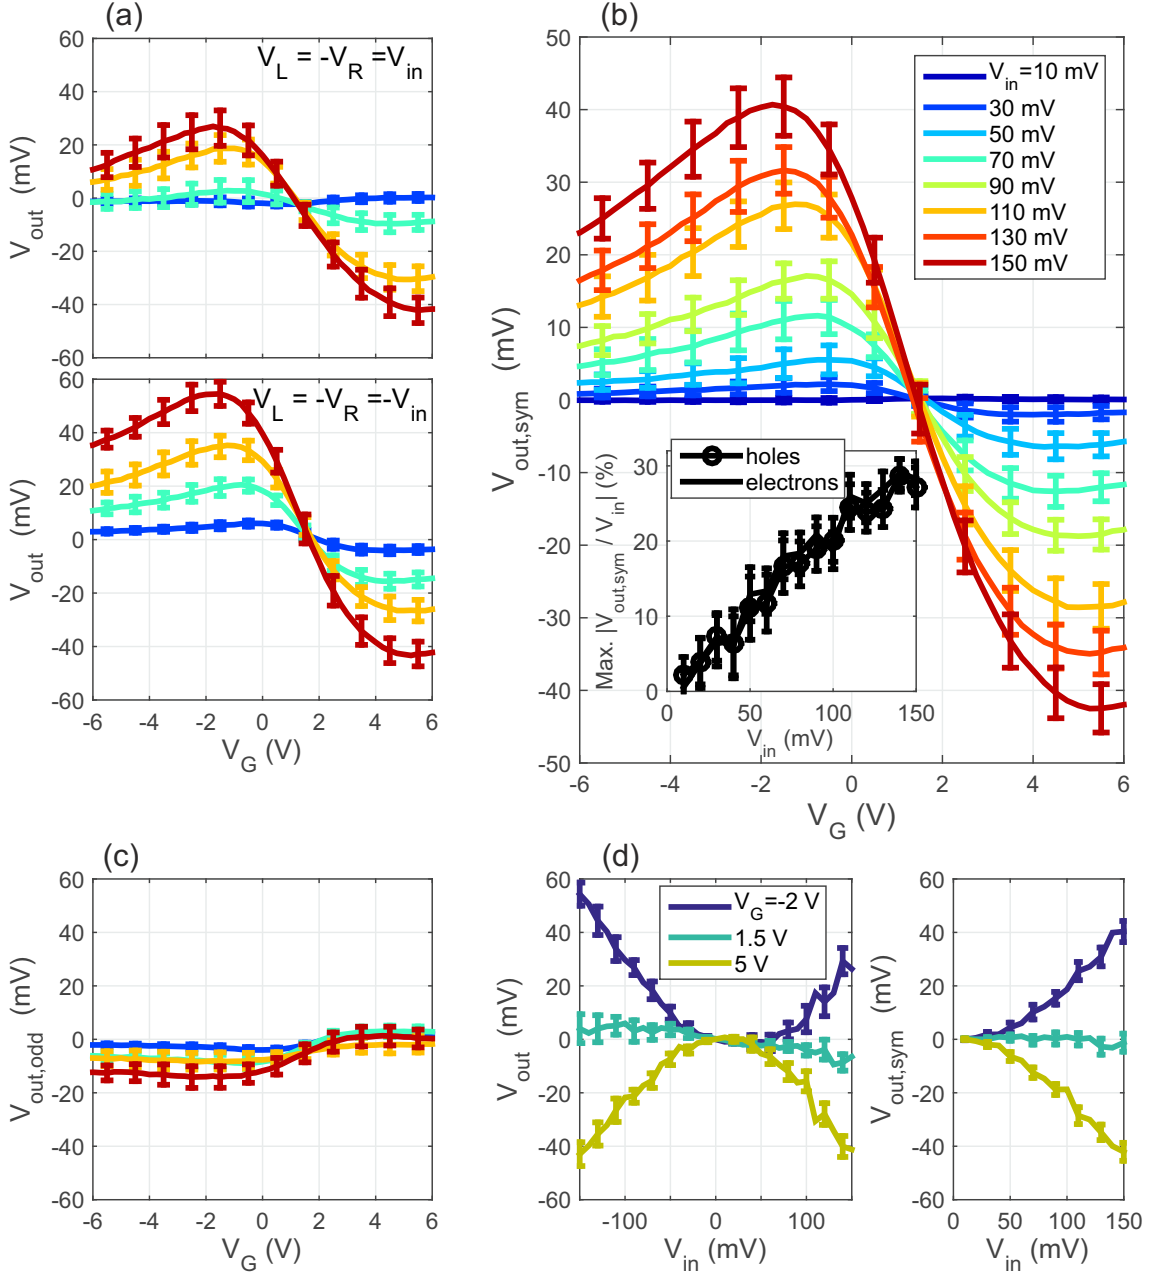 (a)
V_L = -V_R =V_in
60
40
20
0
-20
-40
-60
V_out (mV)
V_L = -V_R =-V_in
60
40
20
0
-20
-40
-60
V_out (mV)
-6 -4 -2 0 2 4 6
V_G (V)
(b)
50
40
30
20
10
0
-10
-20
-30
-40
-50
V_out,sym (mV)
V_in=10 mV
30 mV
50 mV
70 mV
90 mV
110 mV
130 mV
150 mV
holes
electrons
30
20
10
0
Max. |V_out,sym / V_in| (%)
0 50 100 150
V_in (mV)
-6 -4 -2 0 2 4 6
V_G (V)
(c)
60
40
20
0
-20
-40
-60
V_out,odd (mV)
-6 -4 -2 0 2 4 6
V_G (V)
(d)
60
40
20
0
-20
-40
-60
V_out (mV)
V_G=-2 V
1.5 V
5 V
-100 0 100
V_in (mV)
60
40
20
0
-20
-40
-60
V_out,sym (mV)
0 50 100 150
V_in (mV)